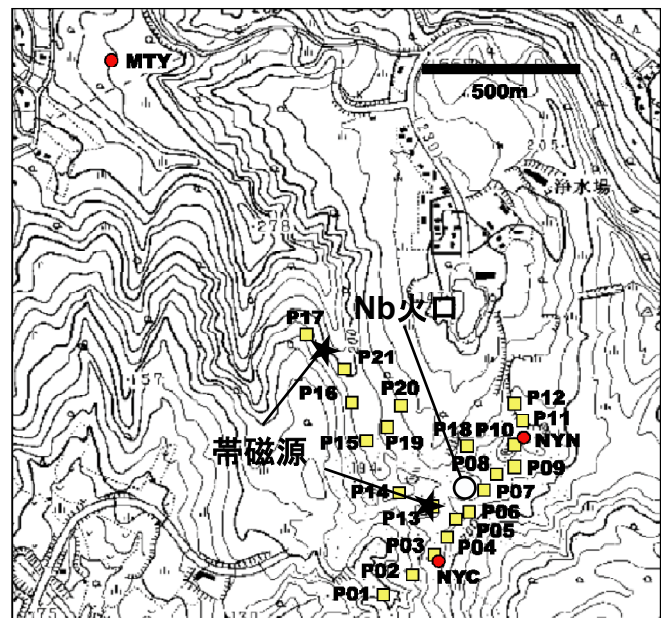 MTY
500m
205
浄水場
278
Nb火口
P17
P21
P16
P20
P12
P11
P18
P10
NYN
P15
P19
帯磁源
194
P08
P09
P14
P07
P13
P06
P05
P04
P03
NYC
P02
P01
157